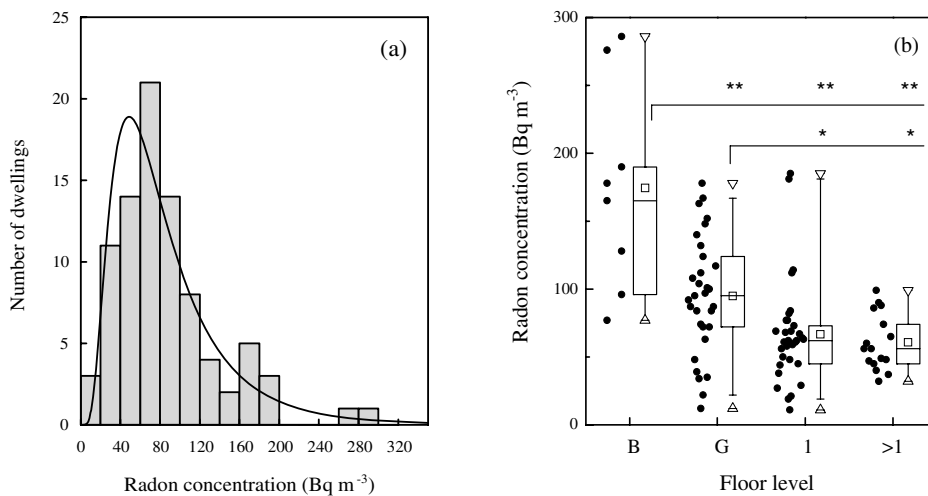 25
(a)
20
15
10
5
0
0 40 80 120 160 200 240 280 320
Number of dwellings
Radon concentration (Bq m⁻³)
300
(b)
200
100
0
** ** **
* *
B G 1 >1
Radon concentration (Bq m⁻³)
Floor level